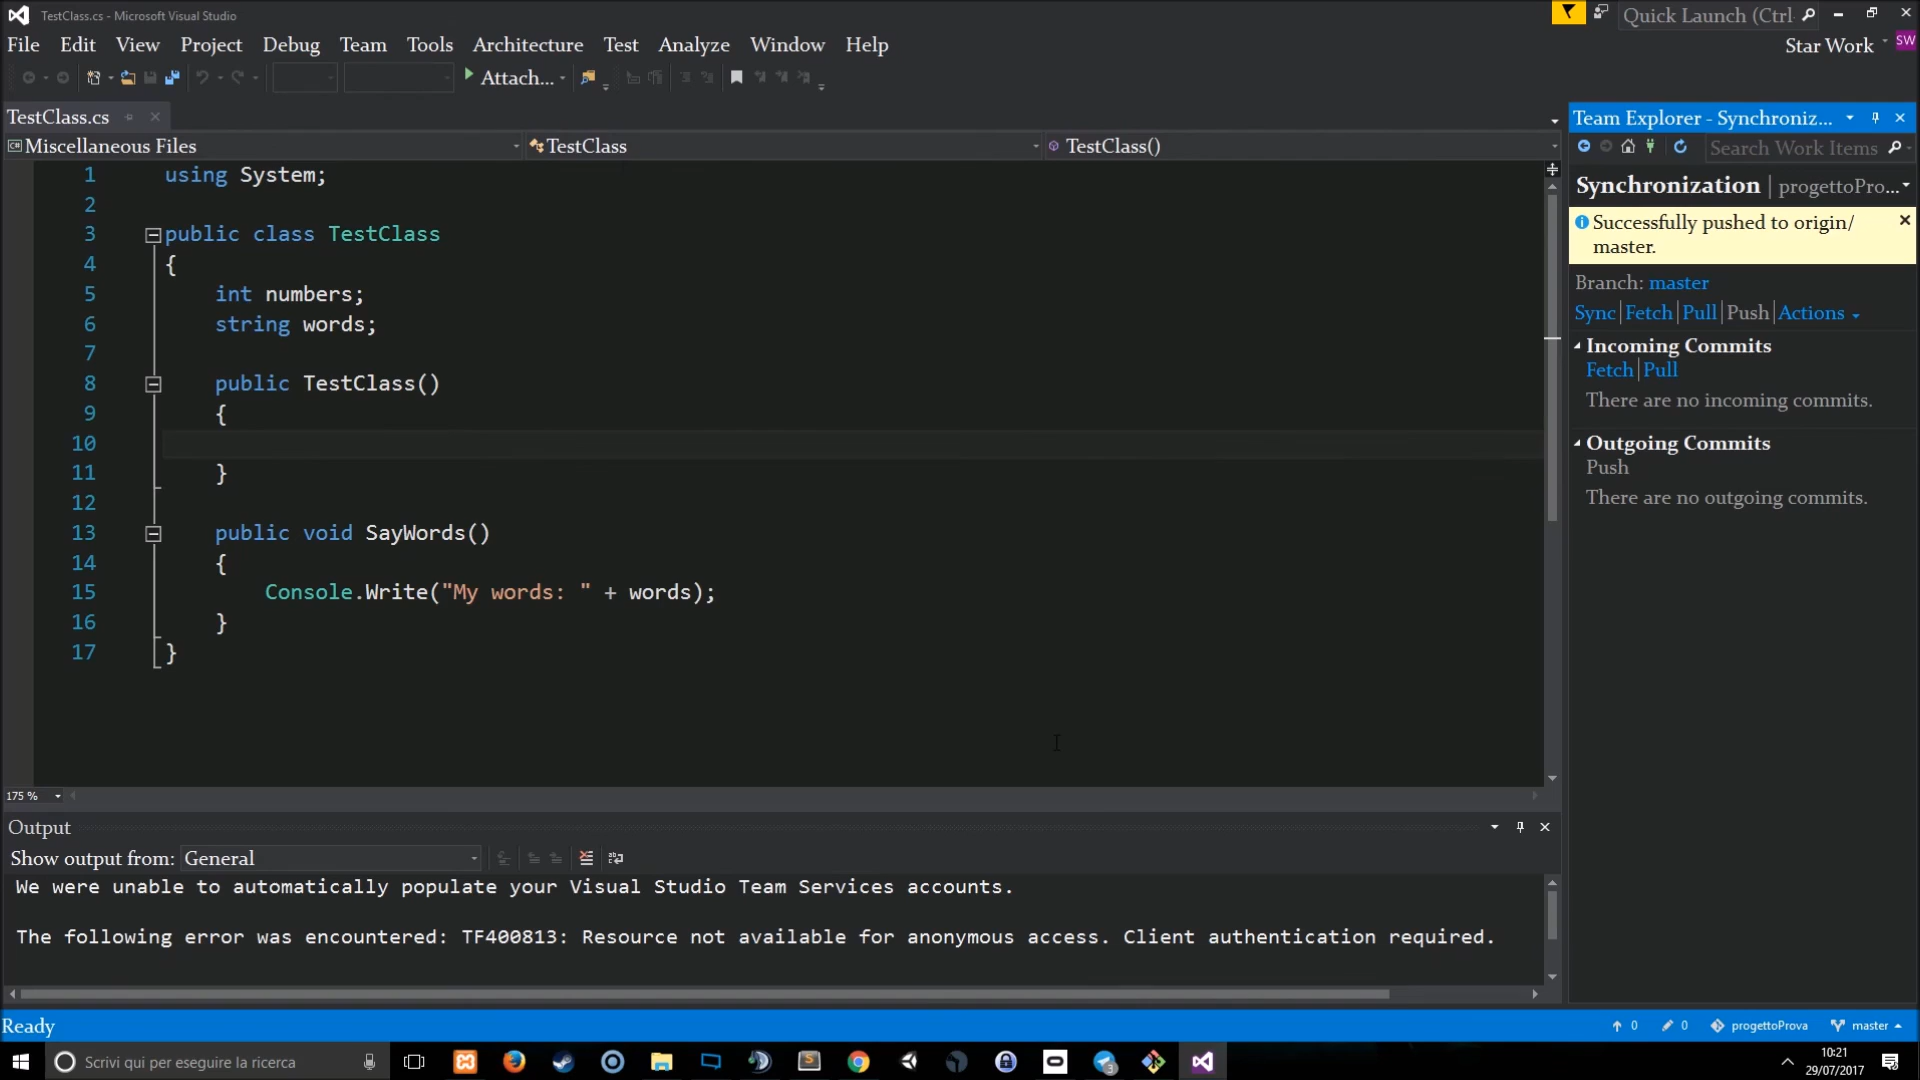 TestClass.cs - Microsoft Visual Studio
Quick Launch (Ctrl
File Edit View Project Debug Team Tools Architecture Test Analyze Window Help
Star Work SW
Attach...
TestClass.cs
Miscellaneous Files TestClass TestClass()
1 using System;
2
3 public class TestClass
4 {
5 int numbers;
6 string words;
7
8 public TestClass()
9 {
10
11 }
12
13 public void SayWords()
14 {
15 Console.Write("My words: " + words);
16 }
17 }
175 %
Team Explorer - Synchroniz...
Search Work Items
Synchronization | progettoPro...
Successfully pushed to origin/
master.
Branch: master
Sync | Fetch | Pull | Push | Actions
Incoming Commits
Fetch | Pull
There are no incoming commits.
Outgoing Commits
Push
There are no outgoing commits.
Output
Show output from: General
We were unable to automatically populate your Visual Studio Team Services accounts.
The following error was encountered: TF400813: Resource not available for anonymous access. Client authentication required.
Ready 0 0 progettoProva master
Scrivi qui per eseguire la ricerca
3
10:21
29/07/2017